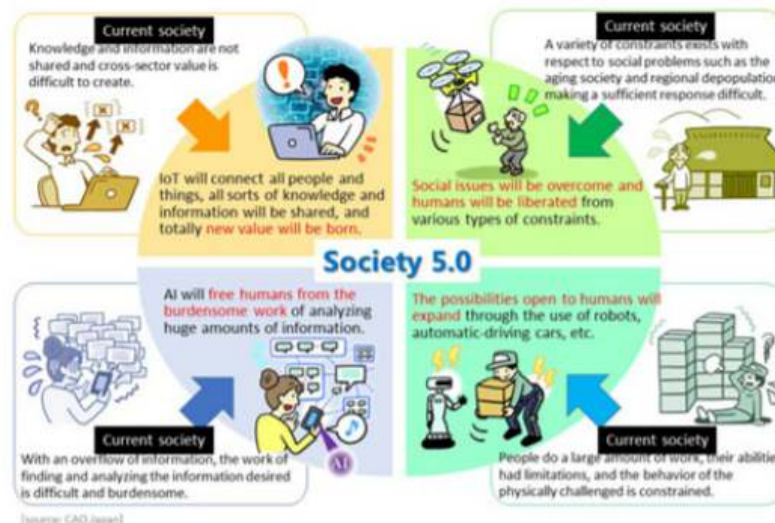 Current society
Knowledge and information are not
shared and cross-sector value is
difficult to create.
IoT will connect all people and
things, all sorts of knowledge and
information will be shared, and
totally new value will be born.
Current society
A variety of constraints exists with
respect to social problems such as the
aging society and regional depopulation
making a sufficient response difficult.
Social issues will be overcome and
humans will be liberated from
various types of constraints.
Society 5.0
AI will free humans from the
burdensome work of analyzing
huge amounts of information.
AI
Current society
With an overflow of information, the work of
finding and analyzing the information desired
is difficult and burdensome.
The possibilities open to humans will
expand through the use of robots,
automatic-driving cars, etc.
Current society
People do a large amount of work, their abilitie
had limitations, and the behavior of the
physically challenged is constrained.
[source: CAO,Japan]